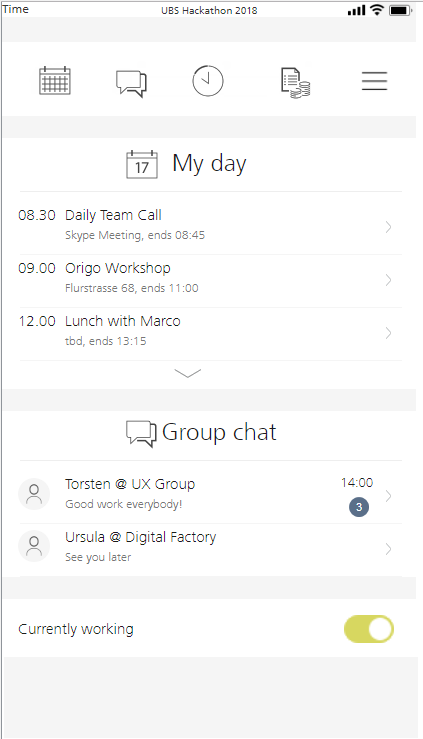 Time
UBS Hackathon 2018
17
My day
08.30 Daily Team Call
Skype Meeting, ends 08:45
09.00 Origo Workshop
Flurstrasse 68, ends 11:00
12.00 Lunch with Marco
tbd, ends 13:15
Group chat
Torsten @ UX Group 14:00
Good work everybody! 3
Ursula @ Digital Factory
See you later
Currently working